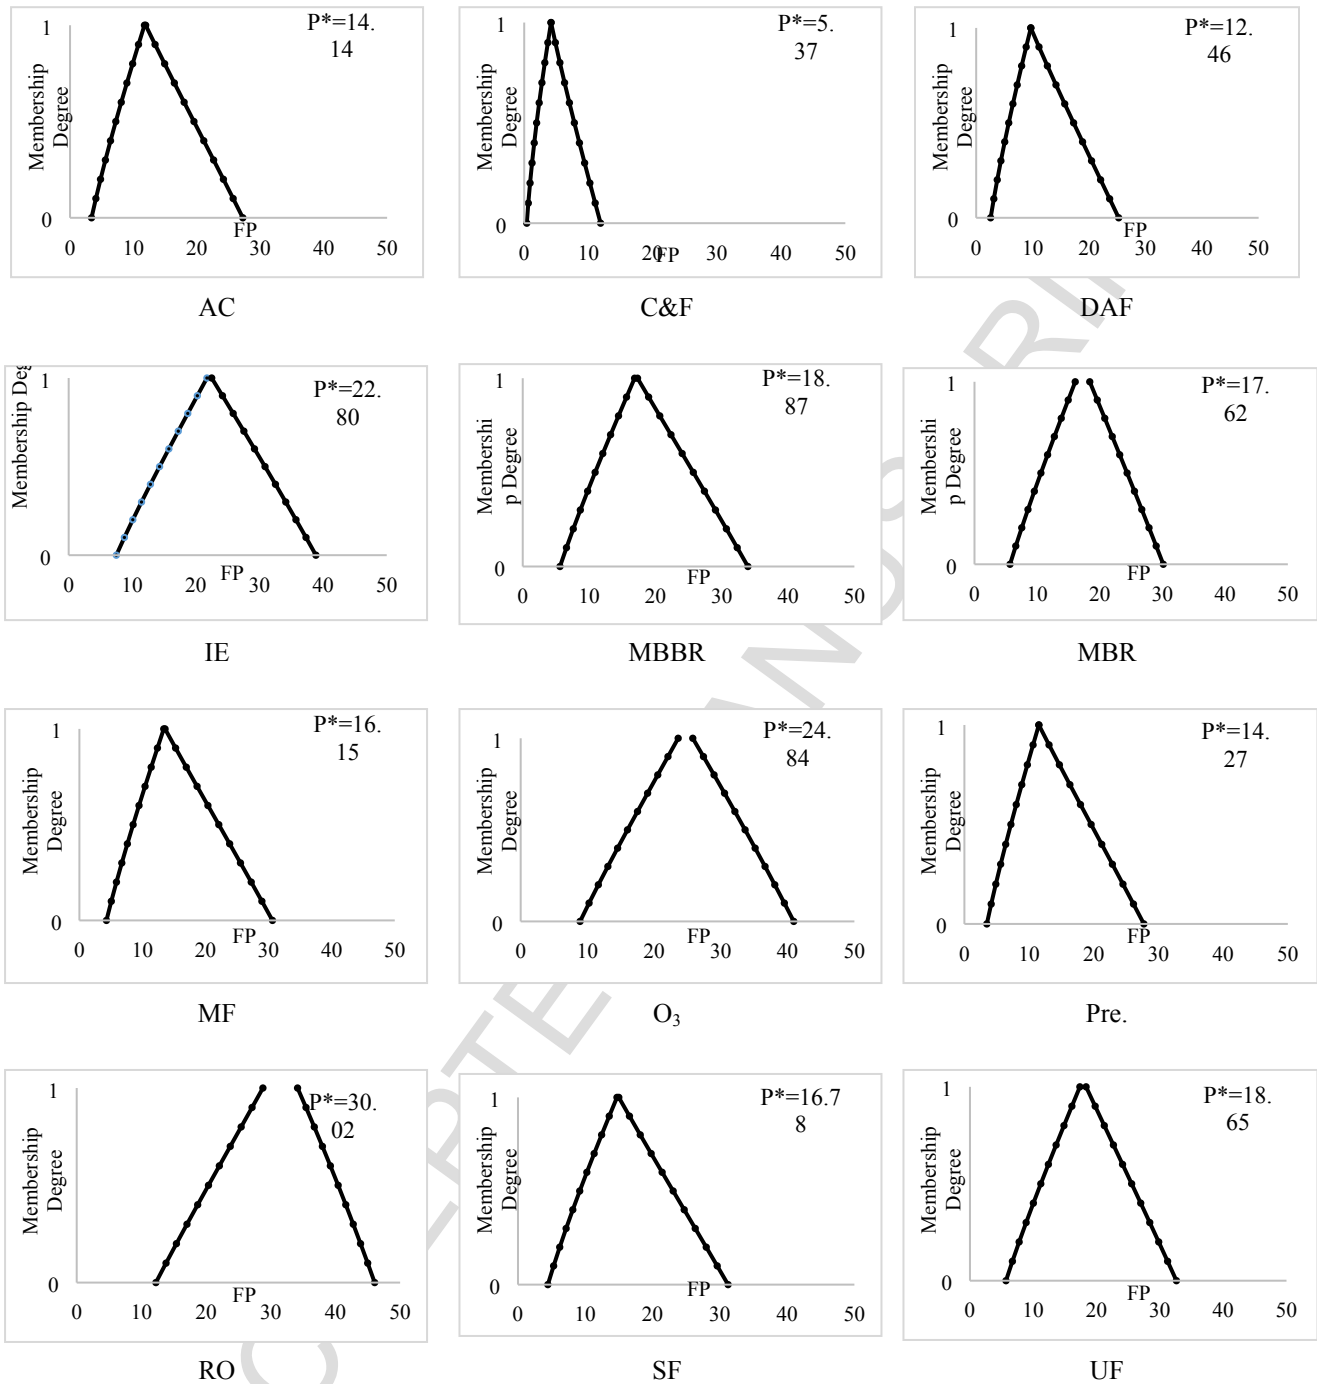 P*=14.
14
1
Membership
Degree
0
FP
0 10 20 30 40 50
AC
P*=5.
37
1
Membership
Degree
0
0 10 20 FP 30 40 50
C&F
P*=12.
46
1
Membership
Degree
0
FP
0 10 20 30 40 50
DAF
P*=22.
80
1
Membership Deg
0
FP
0 10 20 30 40 50
IE
P*=18.
87
1
Membershi
p Degree
0
FP
0 10 20 30 40 50
MBBR
P*=17.
62
1
Membershi
p Degree
0
FP
0 10 20 30 40 50
MBR
P*=16.
15
1
Membership
Degree
0
FP
0 10 20 30 40 50
MF
P*=24.
84
1
Membership
Degree
0
FP
0 10 20 30 40 50
O₃
P*=14.
27
1
Membership
Degree
0
FP
0 10 20 30 40 50
Pre.
P*=30.
02
1
Membership
Degree
0
FP
0 10 20 30 40 50
RO
P*=16.7
8
1
Membership
Degree
0
FP
0 10 20 30 40 50
SF
P*=18.
65
1
Membership
Degree
0
FP
0 10 20 30 40 50
UF